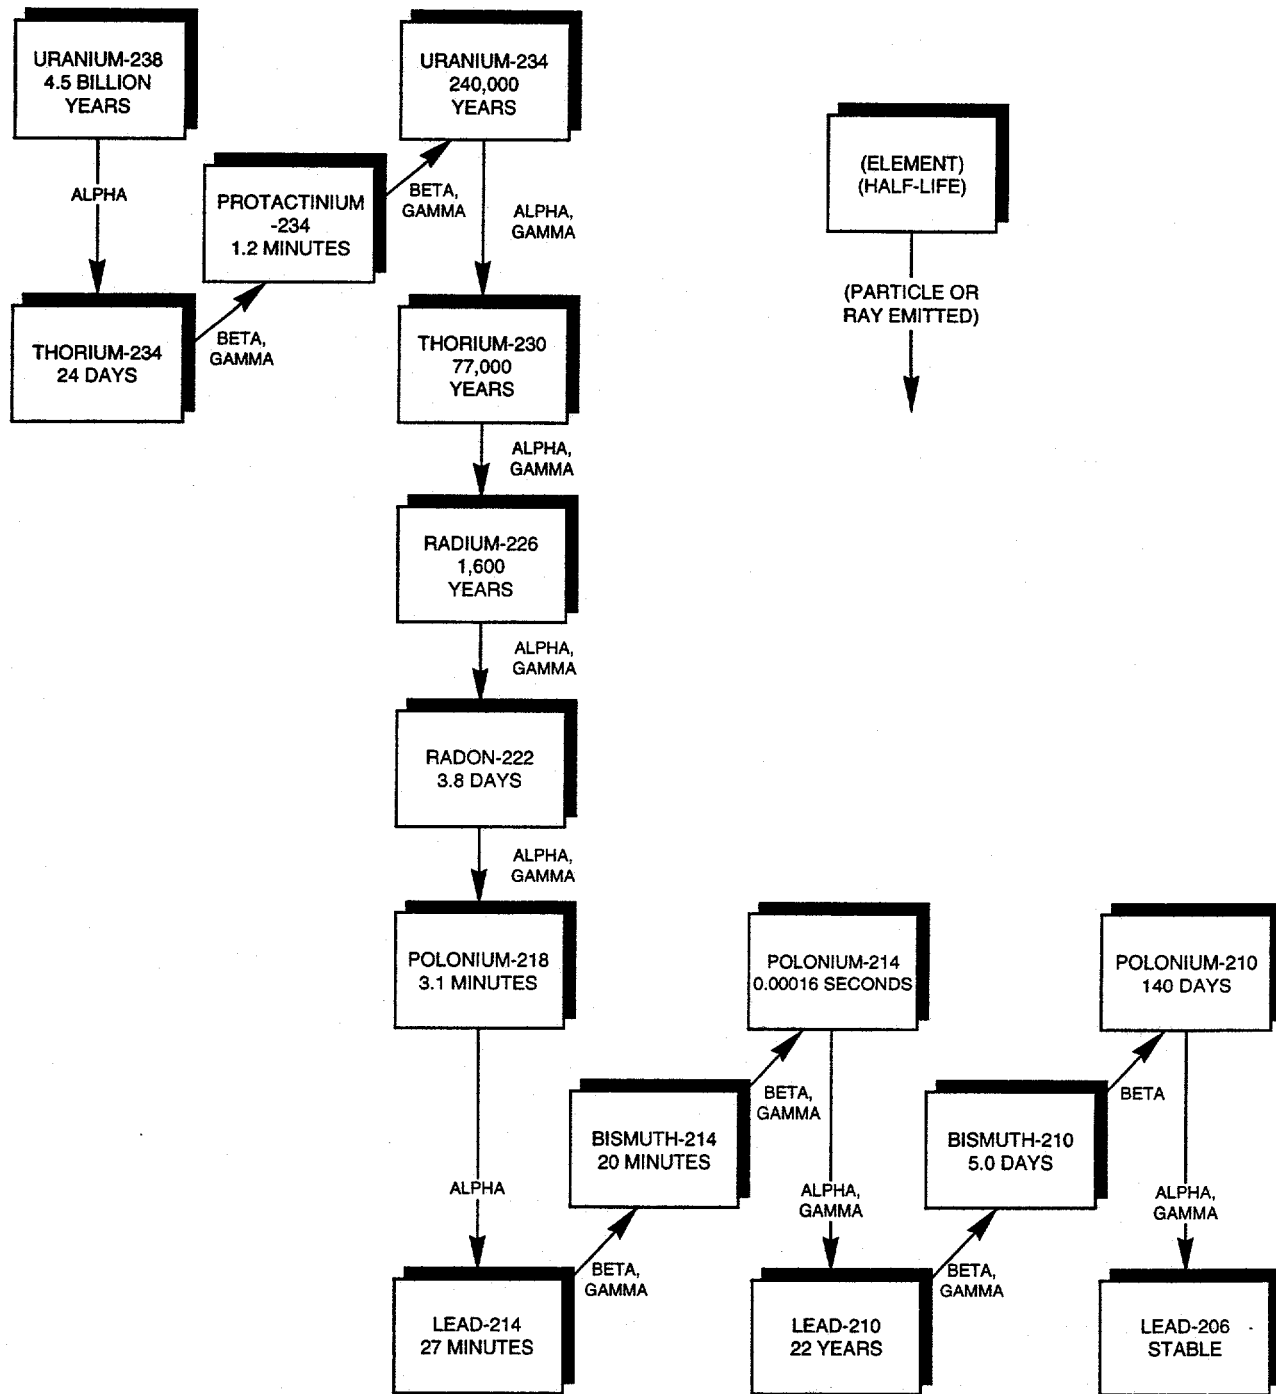 URANIUM-238
4.5 BILLION
YEARS
ALPHA
THORIUM-234
24 DAYS
BETA,
GAMMA
PROTACTINIUM
-234
1.2 MINUTES
BETA,
GAMMA
URANIUM-234
240,000
YEARS
ALPHA,
GAMMA
THORIUM-230
77,000
YEARS
ALPHA,
GAMMA
RADIUM-226
1,600
YEARS
ALPHA,
GAMMA
RADON-222
3.8 DAYS
ALPHA,
GAMMA
POLONIUM-218
3.1 MINUTES
ALPHA
LEAD-214
27 MINUTES
BETA,
GAMMA
BISMUTH-214
20 MINUTES
BETA,
GAMMA
POLONIUM-214
0.00016 SECONDS
ALPHA,
GAMMA
LEAD-210
22 YEARS
BETA,
GAMMA
BISMUTH-210
5.0 DAYS
BETA
POLONIUM-210
140 DAYS
ALPHA,
GAMMA
LEAD-206
STABLE
(ELEMENT)
(HALF-LIFE)
(PARTICLE OR
RAY EMITTED)